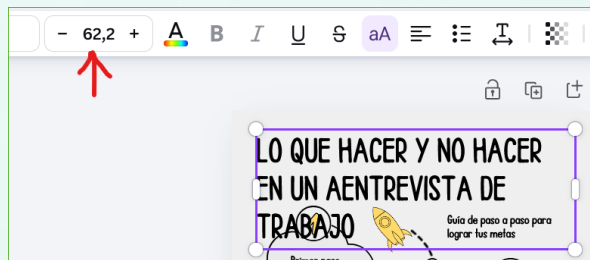 – 62,2 + A B I U S aA T
LO QUE HACER Y NO HACER
EN UN AENTREVISTA DE
TRABAJO
Guía de paso a paso para
lograr tus metas